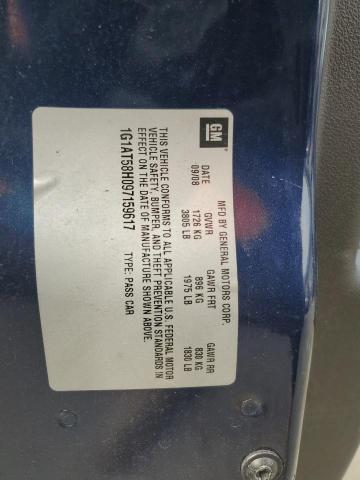 GM
MFD BY GENERAL MOTORS CORP.
DATE GVWR GAWR FRT GAWR RR
09/08 1726 KG 896 KG 830 KG
3805 LB 1975 LB 1830 LB
THIS VEHICLE CONFORMS TO ALL APPLICABLE U.S. FEDERAL MOTOR
VEHICLE SAFETY, BUMPER, AND THEFT PREVENTION STANDARDS IN
EFFECT ON THE DATE OF MANUFACTURE SHOWN ABOVE.
1G1AT58H097159617 TYPE: PASS CAR